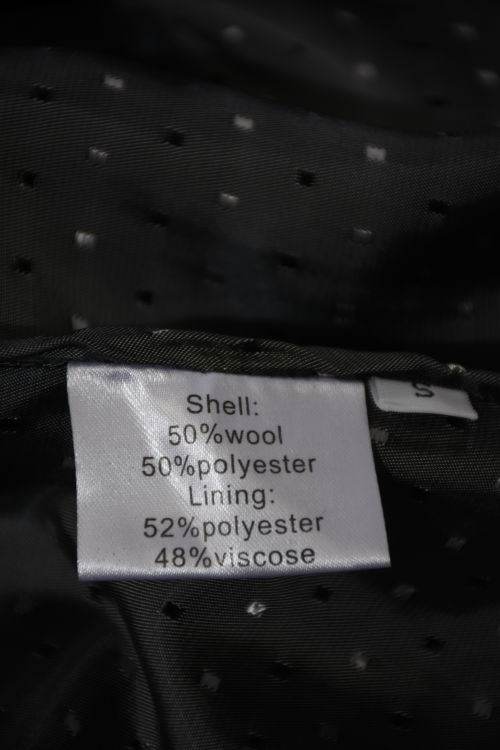 Shell:
50%wool
50%polyester
Lining:
52%polyester
48%viscose
S